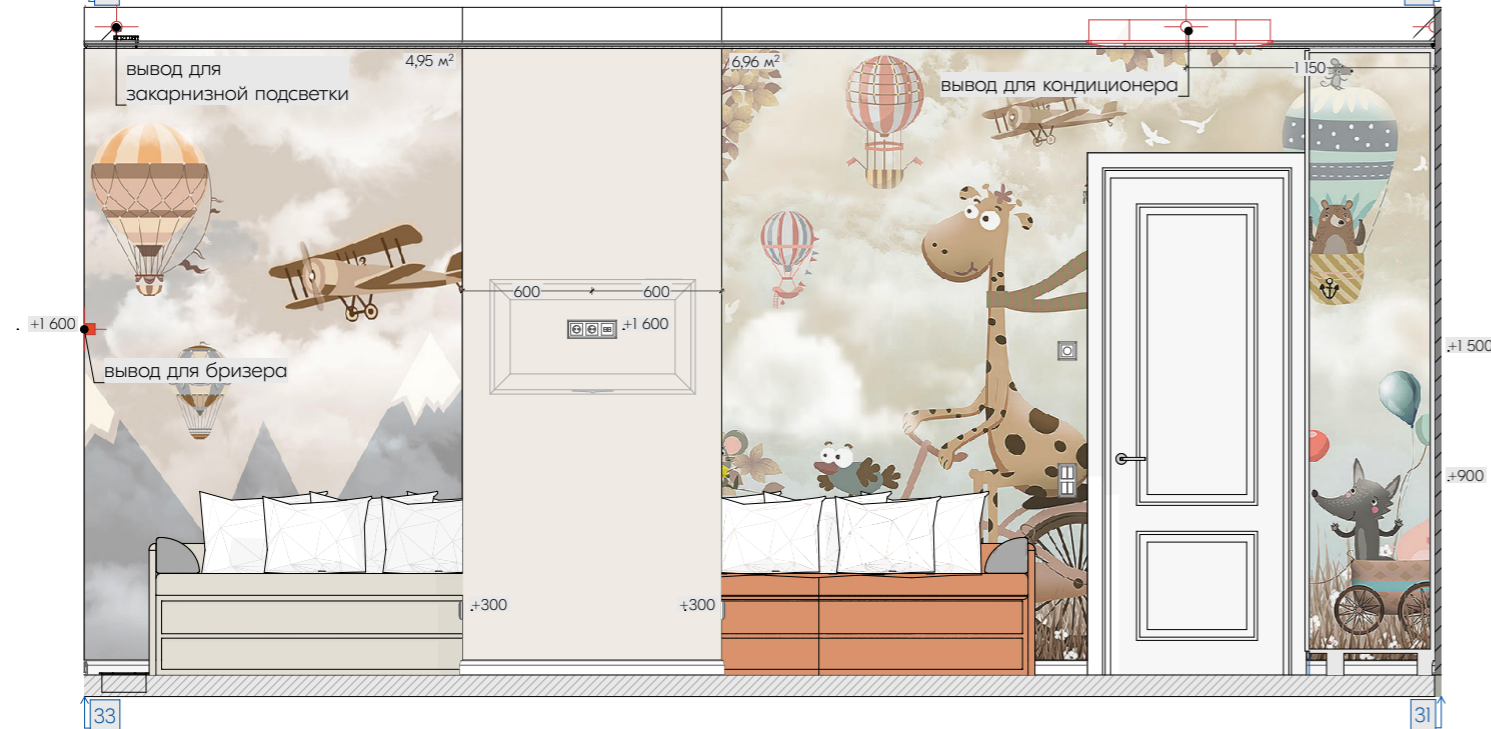 4,95 м²
6,96 м²
вывод для
закарнизной подсветки
вывод для кондиционера
1 150
600
600
+1 600
+1 600
+1 500
вывод для бризера
+900
+300
+300
33
31